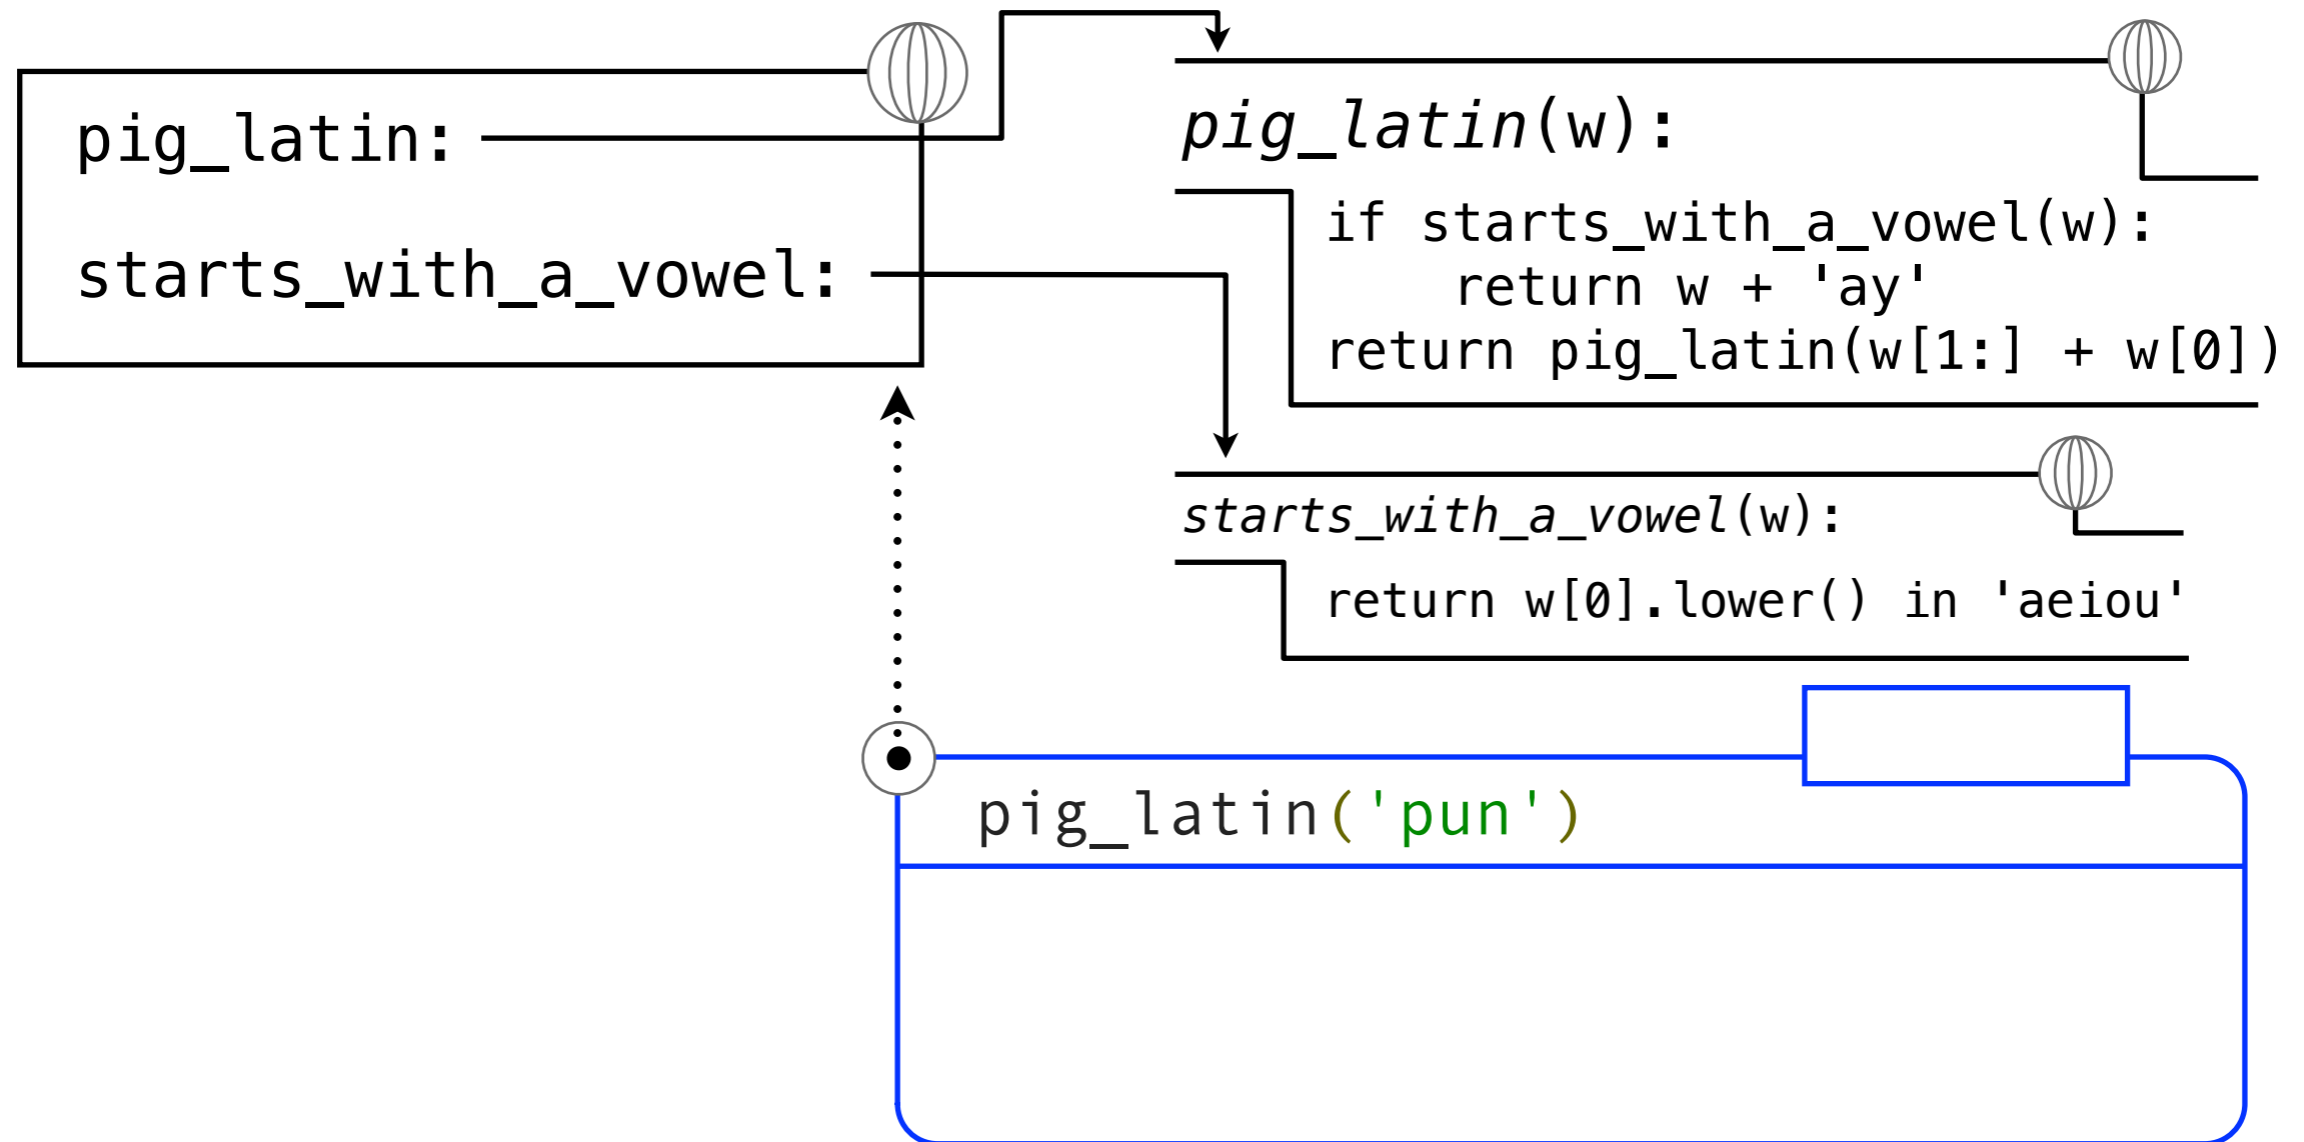 pig_latin:
starts_with_a_vowel:
pig_latin(w):
if starts_with_a_vowel(w):
    return w + 'ay'
return pig_latin(w[1:] + w[0])
starts_with_a_vowel(w):
return w[0].lower() in 'aeiou'
pig_latin('pun')